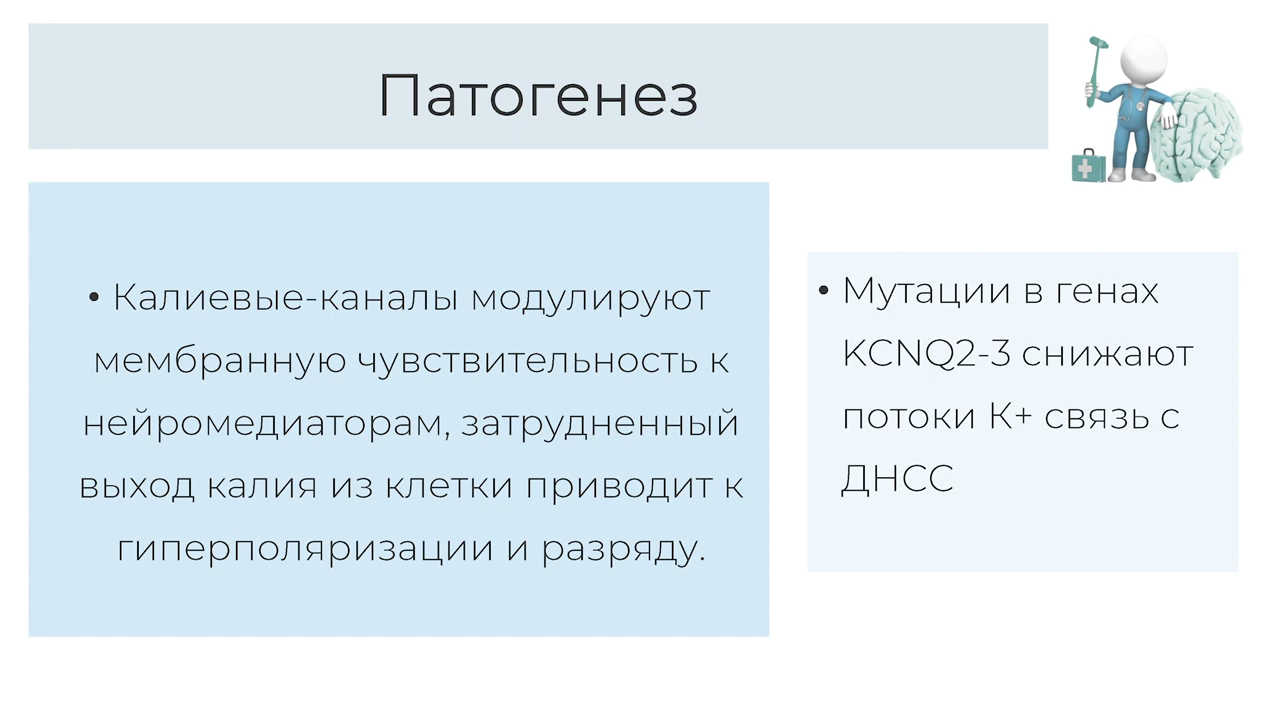 Патогенез
• Калиевые-каналы модулируют
мембранную чувствительность к
нейромедиаторам, затрудненный
выход калия из клетки приводит к
гиперполяризации и разряду.
• Мутации в генах
KCNQ2-3 снижают
потоки К+ связь с
ДНСС